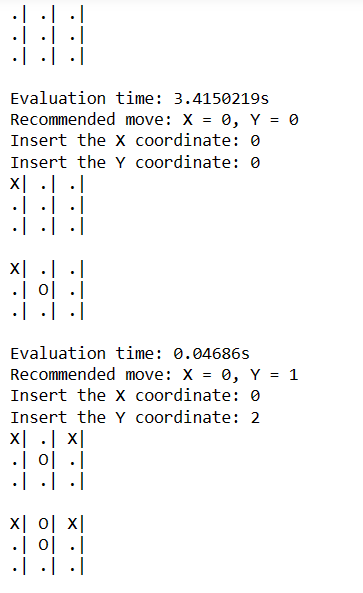 .| .| .|
.| .| .|
.| .| .|
Evaluation time: 3.4150219s
Recommended move: X = 0, Y = 0
Insert the X coordinate: 0
Insert the Y coordinate: 0
X| .| .|
.| .| .|
.| .| .|
X| .| .|
.| O| .|
.| .| .|
Evaluation time: 0.04686s
Recommended move: X = 0, Y = 1
Insert the X coordinate: 0
Insert the Y coordinate: 2
X| .| X|
.| O| .|
.| .| .|
X| O| X|
.| O| .|
.| .| .|